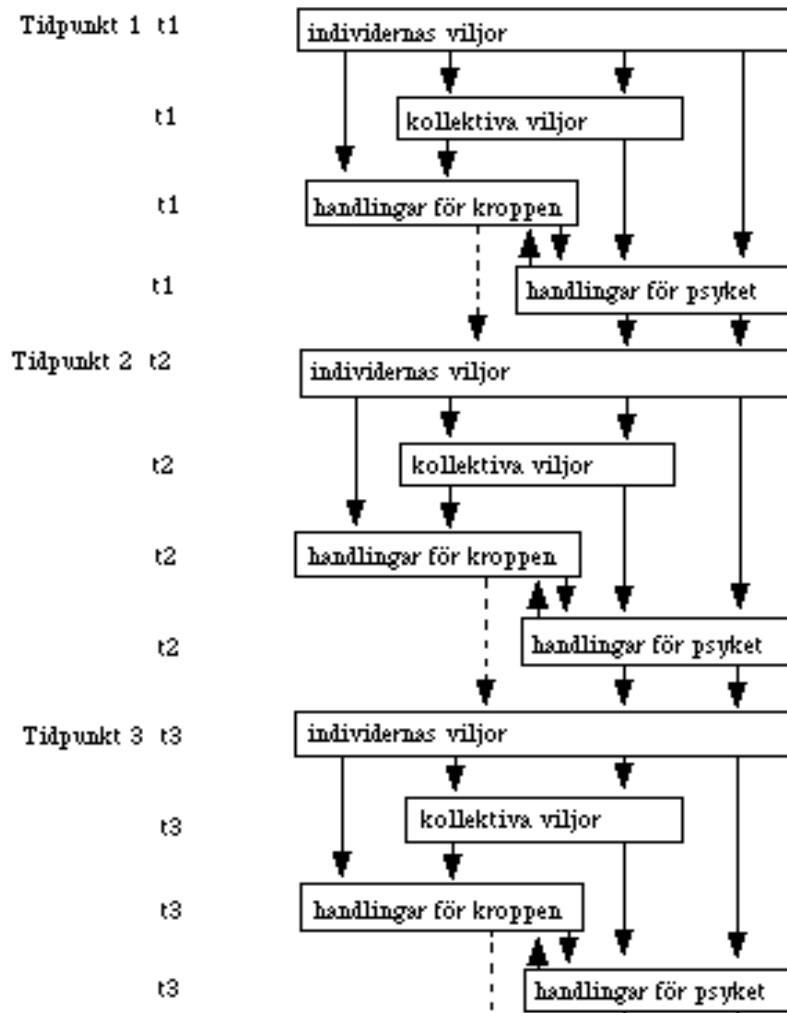 Tidpunkt 1 t1 individernas viljor
t1 kollektiva viljor
t1 handlingar för kroppen
t1 handlingar för psyket
Tidpunkt 2 t2 individernas viljor
t2 kollektiva viljor
t2 handlingar för kroppen
t2 handlingar för psyket
Tidpunkt 3 t3 individernas viljor
t3 kollektiva viljor
t3 handlingar för kroppen
t3 handlingar för psyket